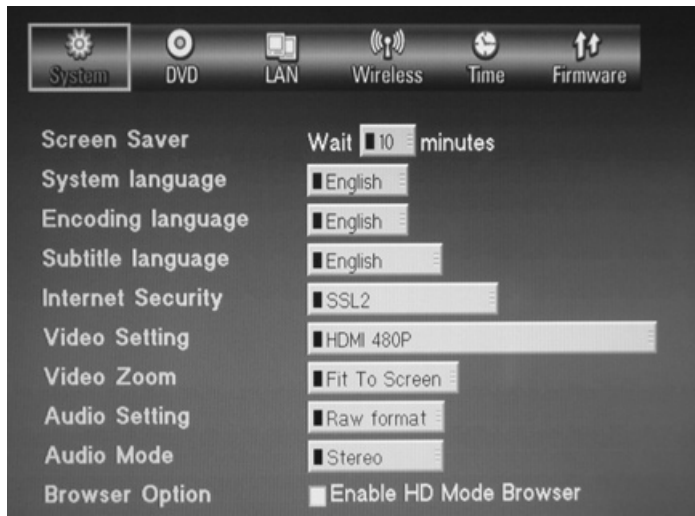 System DVD LAN Wireless Time Firmware
Screen Saver Wait 10 minutes
System language English
Encoding language English
Subtitle language English
Internet Security SSL2
Video Setting HDMI 480P
Video Zoom Fit To Screen
Audio Setting Raw format
Audio Mode Stereo
Browser Option Enable HD Mode Browser